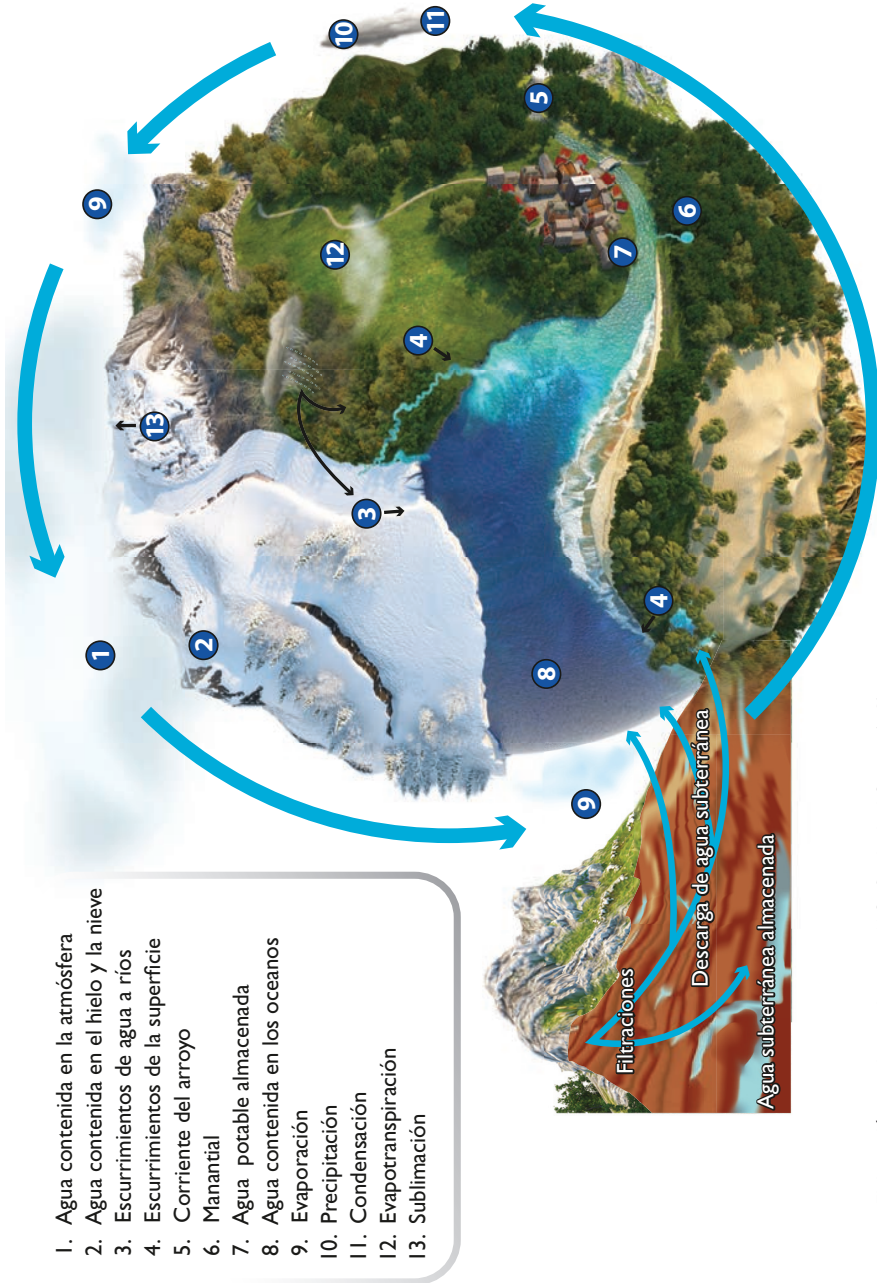 1. Agua contenida en la atmósfera
2. Agua contenida en el hielo y la nieve
3. Escurrimientos de agua a ríos
4. Escurrimientos de la superficie
5. Corriente del arroyo
6. Manantial
7. Agua potable almacenada
8. Agua contenida en los oceanos
9. Evaporación
10. Precipitación
11. Condensación
12. Evapotranspiración
13. Sublimación
1
2
3
4
4
5
6
7
8
9
9
10
11
12
13
Filtraciones
Descarga de agua subterránea
Agua subterránea almacenada